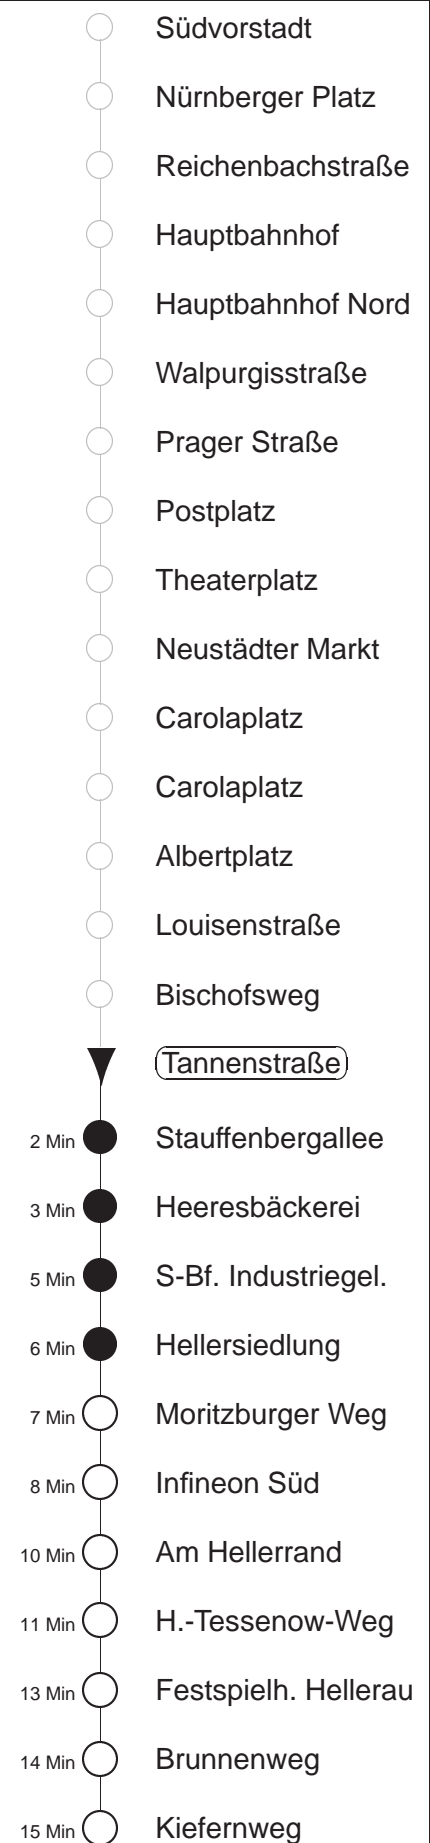 Südvorstadt
Nürnberger Platz
Reichenbachstraße
Hauptbahnhof
Hauptbahnhof Nord
Walpurgisstraße
Prager Straße
Postplatz
Theaterplatz
Neustädter Markt
Carolaplatz
Carolaplatz
Albertplatz
Louisenstraße
Bischofsweg
Tannenstraße
2 Min Stauffenbergallee
3 Min Heeresbäckerei
5 Min S-Bf. Industriegel.
6 Min Hellersiedlung
7 Min Moritzburger Weg
8 Min Infineon Süd
10 Min Am Hellerrand
11 Min H.-Tessenow-Weg
13 Min Festspielh. Hellerau
14 Min Brunnenweg
15 Min Kiefernweg